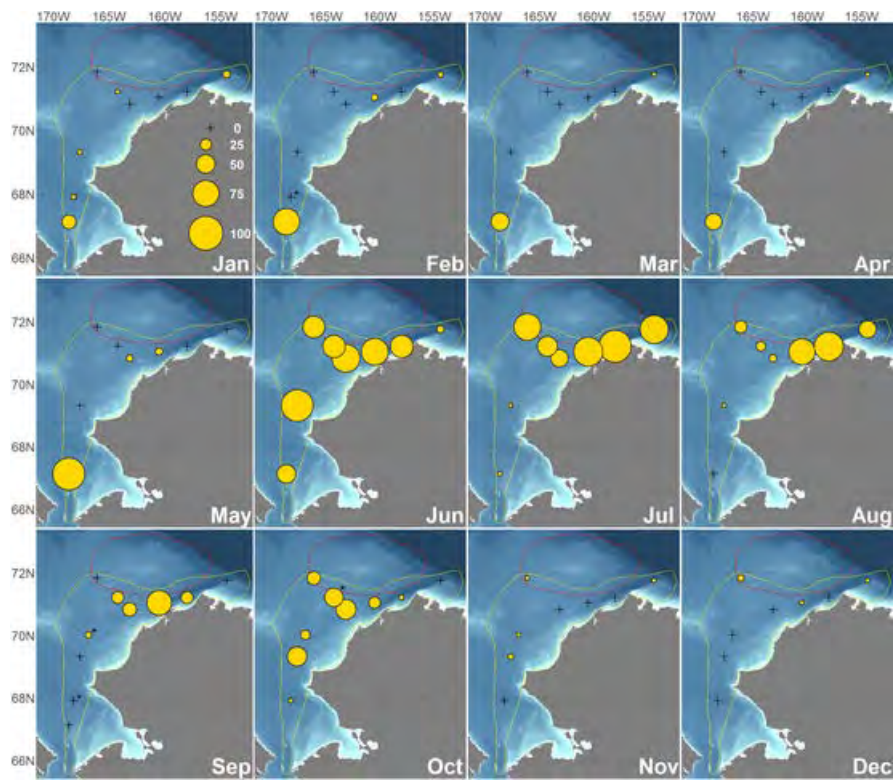 170W 165W 160W 155W 170W 165W 160W 155W 170W 165W 160W 155W 170W 165W 160W 155W
72N
70N
68N
66N
0
25
50
75
100
Jan Feb Mar Apr
72N
70N
68N
66N
May Jun Jul Aug
72N
70N
68N
66N
Sep Oct Nov Dec